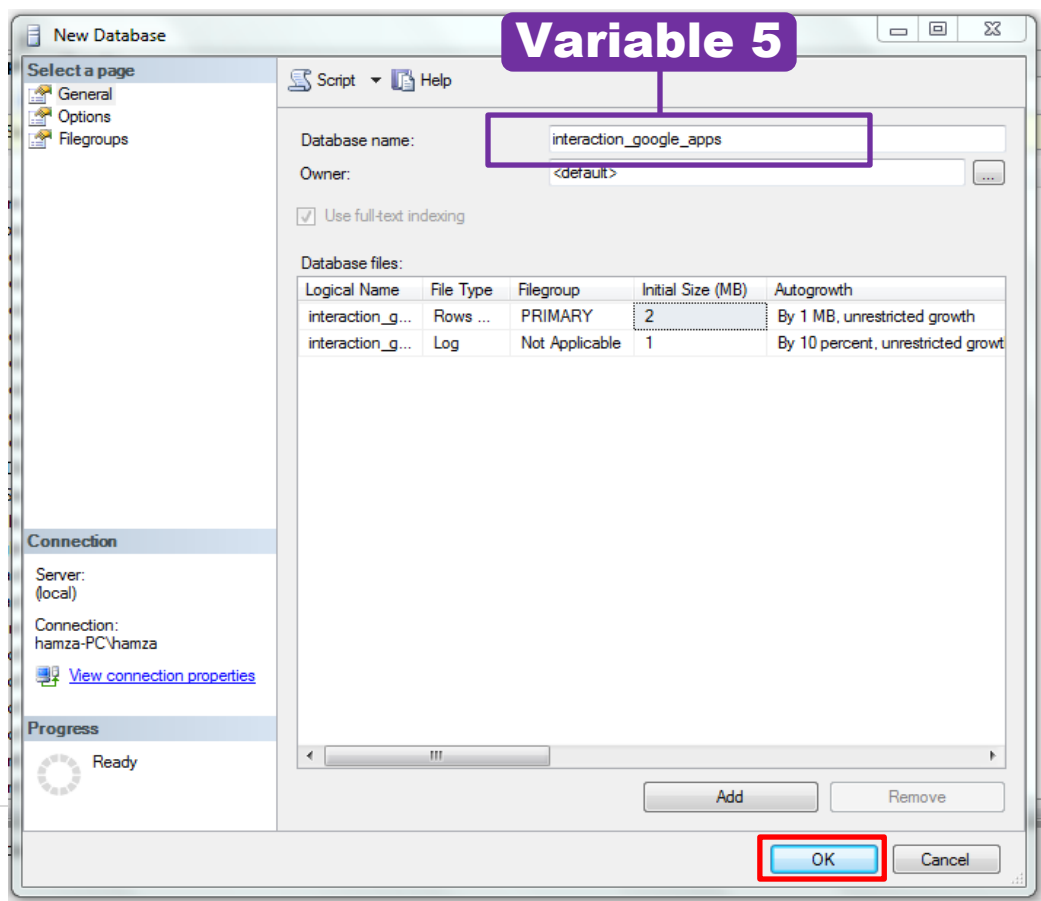 New Database
Variable 5
Select a page
General
Options
Filegroups
Script
Help
Database name:
interaction_google_apps
Owner:
<default>
...
Use full-text indexing
Database files:
Logical Name File Type Filegroup Initial Size (MB) Autogrowth
interaction_g... Rows ... PRIMARY 2 By 1 MB, unrestricted growth
interaction_g... Log Not Applicable 1 By 10 percent, unrestricted growt
Connection
Server:
(local)
Connection:
hamza-PC\hamza
View connection properties
Progress
Ready
Add
Remove
OK
Cancel